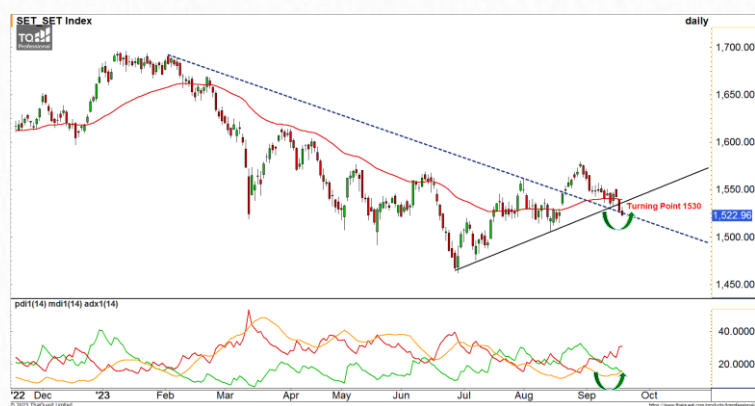 SET_SET Index
daily
TQ
Professional
1,700.00
1,650.00
1,600.00
1,550.00
Turning Point 1530
1,522.96
1,500.00
1,450.00
pdi1(14) mdi1(14) adx1(14)
40.0000
20.0000
'22 Dec '23 Feb Mar Apr May Jun Jul Aug Sep Oct